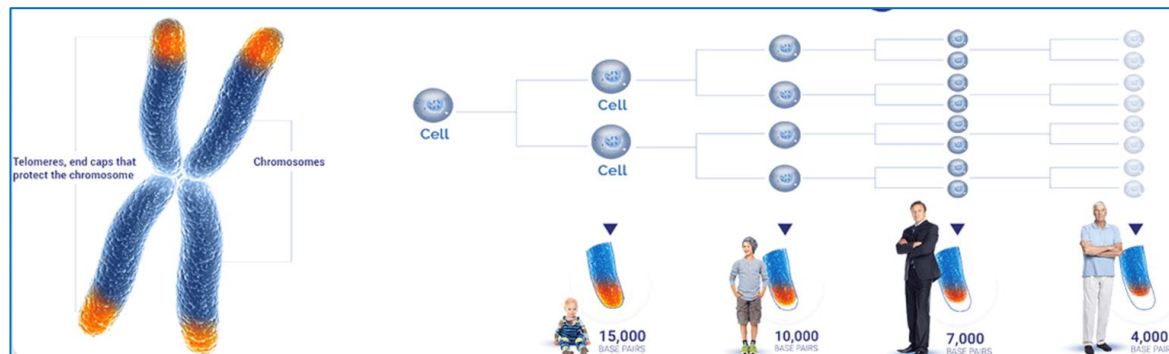 Telomeres, end caps that
protect the chromosome
Chromosomes
Cell
Cell
Cell
15,000
BASE PAIRS
10,000
BASE PAIRS
7,000
BASE PAIRS
4,000
BASE PAIRS